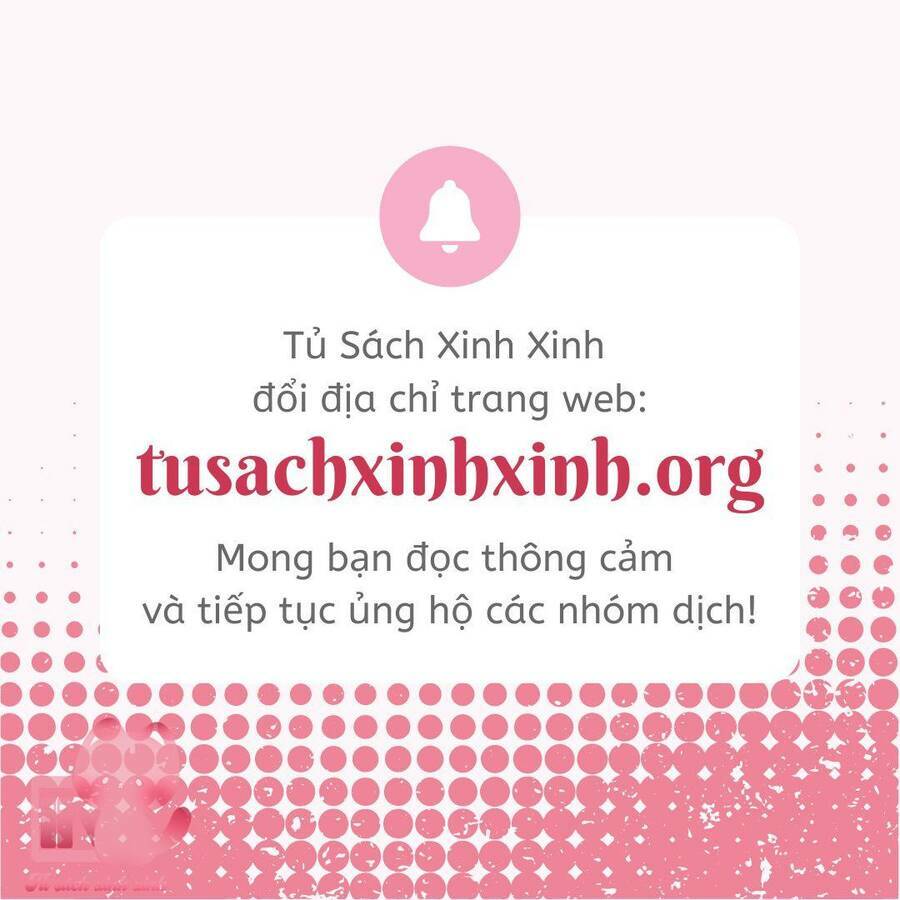 Tủ Sách Xinh Xinh
đổi địa chỉ trang web:
tusachxinhxinh.org
Mong bạn đọc thông cảm
và tiếp tục ủng hộ các nhóm dịch!